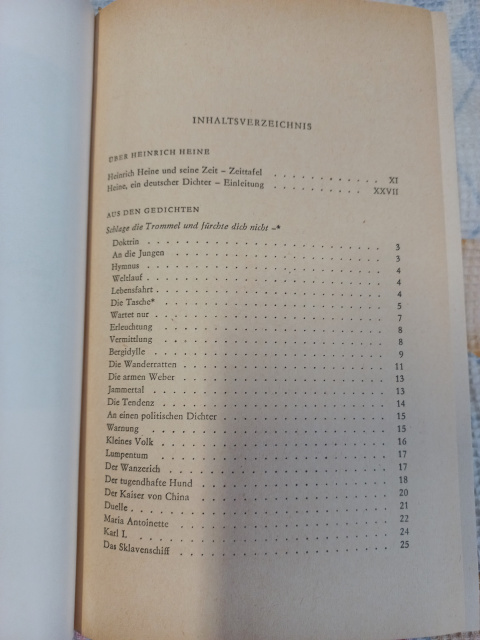 INHALTSVERZEICHNIS
ÜBER HEINRICH HEINE
Heinrich Heine und seine Zeit – Zeittafel . . . . . . . . . . . . XI
Heine, ein deutscher Dichter – Einleitung . . . . . . . . . . XXVII
AUS DEN GEDICHTEN
Schlage die Trommel und fürchte dich nicht –*
Doktrin . . . . . . . . . . . . . . . . . . . . 3
An die Jungen . . . . . . . . . . . . . . . . . . 3
Hymnus . . . . . . . . . . . . . . . . . . . . 4
Weltlauf . . . . . . . . . . . . . . . . . . . . 4
Lebensfahrt . . . . . . . . . . . . . . . . . . . 4
Die Tasche* . . . . . . . . . . . . . . . . . . . 5
Wartet nur . . . . . . . . . . . . . . . . . . . 7
Erleuchtung . . . . . . . . . . . . . . . . . . . 8
Vermittlung . . . . . . . . . . . . . . . . . . . 8
Bergidylle . . . . . . . . . . . . . . . . . . . 9
Die Wanderratten . . . . . . . . . . . . . . . . . 11
Die armen Weber . . . . . . . . . . . . . . . . . 13
Jammertal . . . . . . . . . . . . . . . . . . . 13
Die Tendenz . . . . . . . . . . . . . . . . . . . 14
An einen politischen Dichter . . . . . . . . . . . . . 15
Warnung . . . . . . . . . . . . . . . . . . . . 15
Kleines Volk . . . . . . . . . . . . . . . . . . . 16
Lumpentum . . . . . . . . . . . . . . . . . . . 17
Der Wanzerich . . . . . . . . . . . . . . . . . . 17
Der tugendhafte Hund . . . . . . . . . . . . . . . 18
Der Kaiser von China . . . . . . . . . . . . . . . 20
Duelle . . . . . . . . . . . . . . . . . . . . . 21
Maria Antoinette . . . . . . . . . . . . . . . . . 22
Karl I. . . . . . . . . . . . . . . . . . . . . . 24
Das Sklavenschiff . . . . . . . . . . . . . . . . . 25